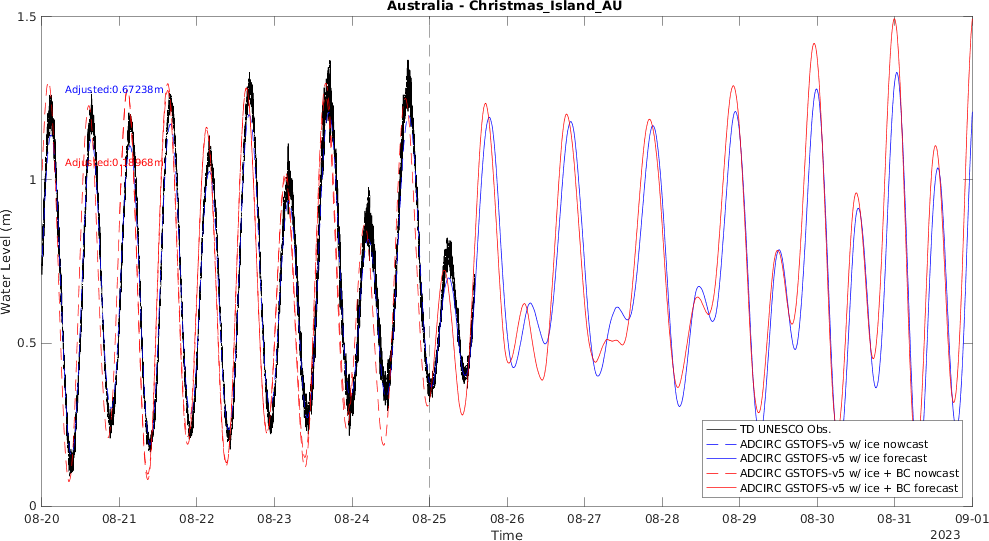 Australia - Christmas_Island_AU
1.5
Adjusted:0.67238m
1
0.5
0
Water Level (m)
TD UNESCO Obs.
ADCIRC GSTOFS-v5 w/ ice nowcast
ADCIRC GSTOFS-v5 w/ ice forecast
ADCIRC GSTOFS-v5 w/ ice + BC nowcast
ADCIRC GSTOFS-v5 w/ ice + BC forecast
08-20 08-21 08-22 08-23 08-24 08-25 08-26 08-27 08-28 08-29 08-30 08-31 09-01
Time
2023